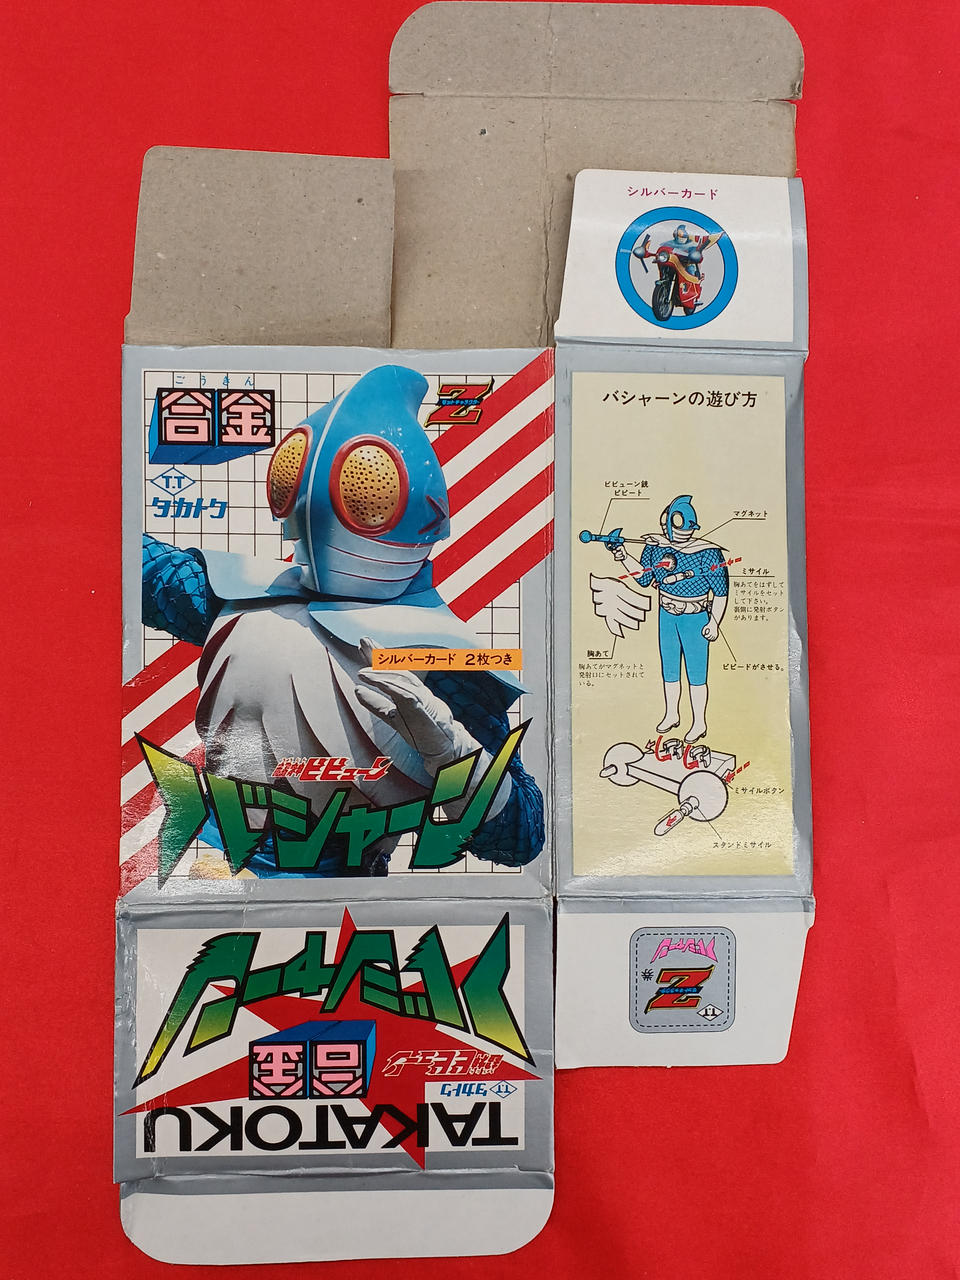 シルバーカード
ごうきん
合金
Z
T.T
タカトク
シルバーカード 2枚つき
闘神ビビューン
バシャーン
バシャーンの遊び方
ビビューン銃
ビビート
マグネット
ミサイル
胸あてをはずして
ミサイルをセット
して下さい。
裏側に発射ボタン
があります。
胸あて
胸あてがマグネットと
発射口にセットされて
いる。
ビビードがさせる。
ミサイルボタン
スタンドミサイル
バシャーン
合金
ビビューン
T.T タカトク
TAKATOKU
バシャーン
Z
券
T.T